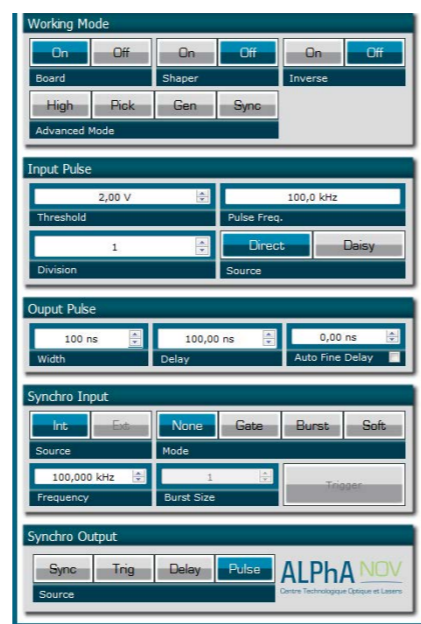 Working Mode
On Off On Off On Off
Board Shaper Inverse
High Pick Gen Sync
Advanced Mode
Input Pulse
2,00 V 100,0 kHz
Threshold Pulse Freq.
1 Direct Daisy
Division Source
Ouput Pulse
100 ns 100,00 ns 0,00 ns
Width Delay Auto Fine Delay
Synchro Input
Int Ext None Gate Burst Soft
Source Mode
100,000 kHz 1 Trigger
Frequency Burst Size
Synchro Output
Sync Trig Delay Pulse ALPhA NOV
Source Centre Technologique Optique et Lasers